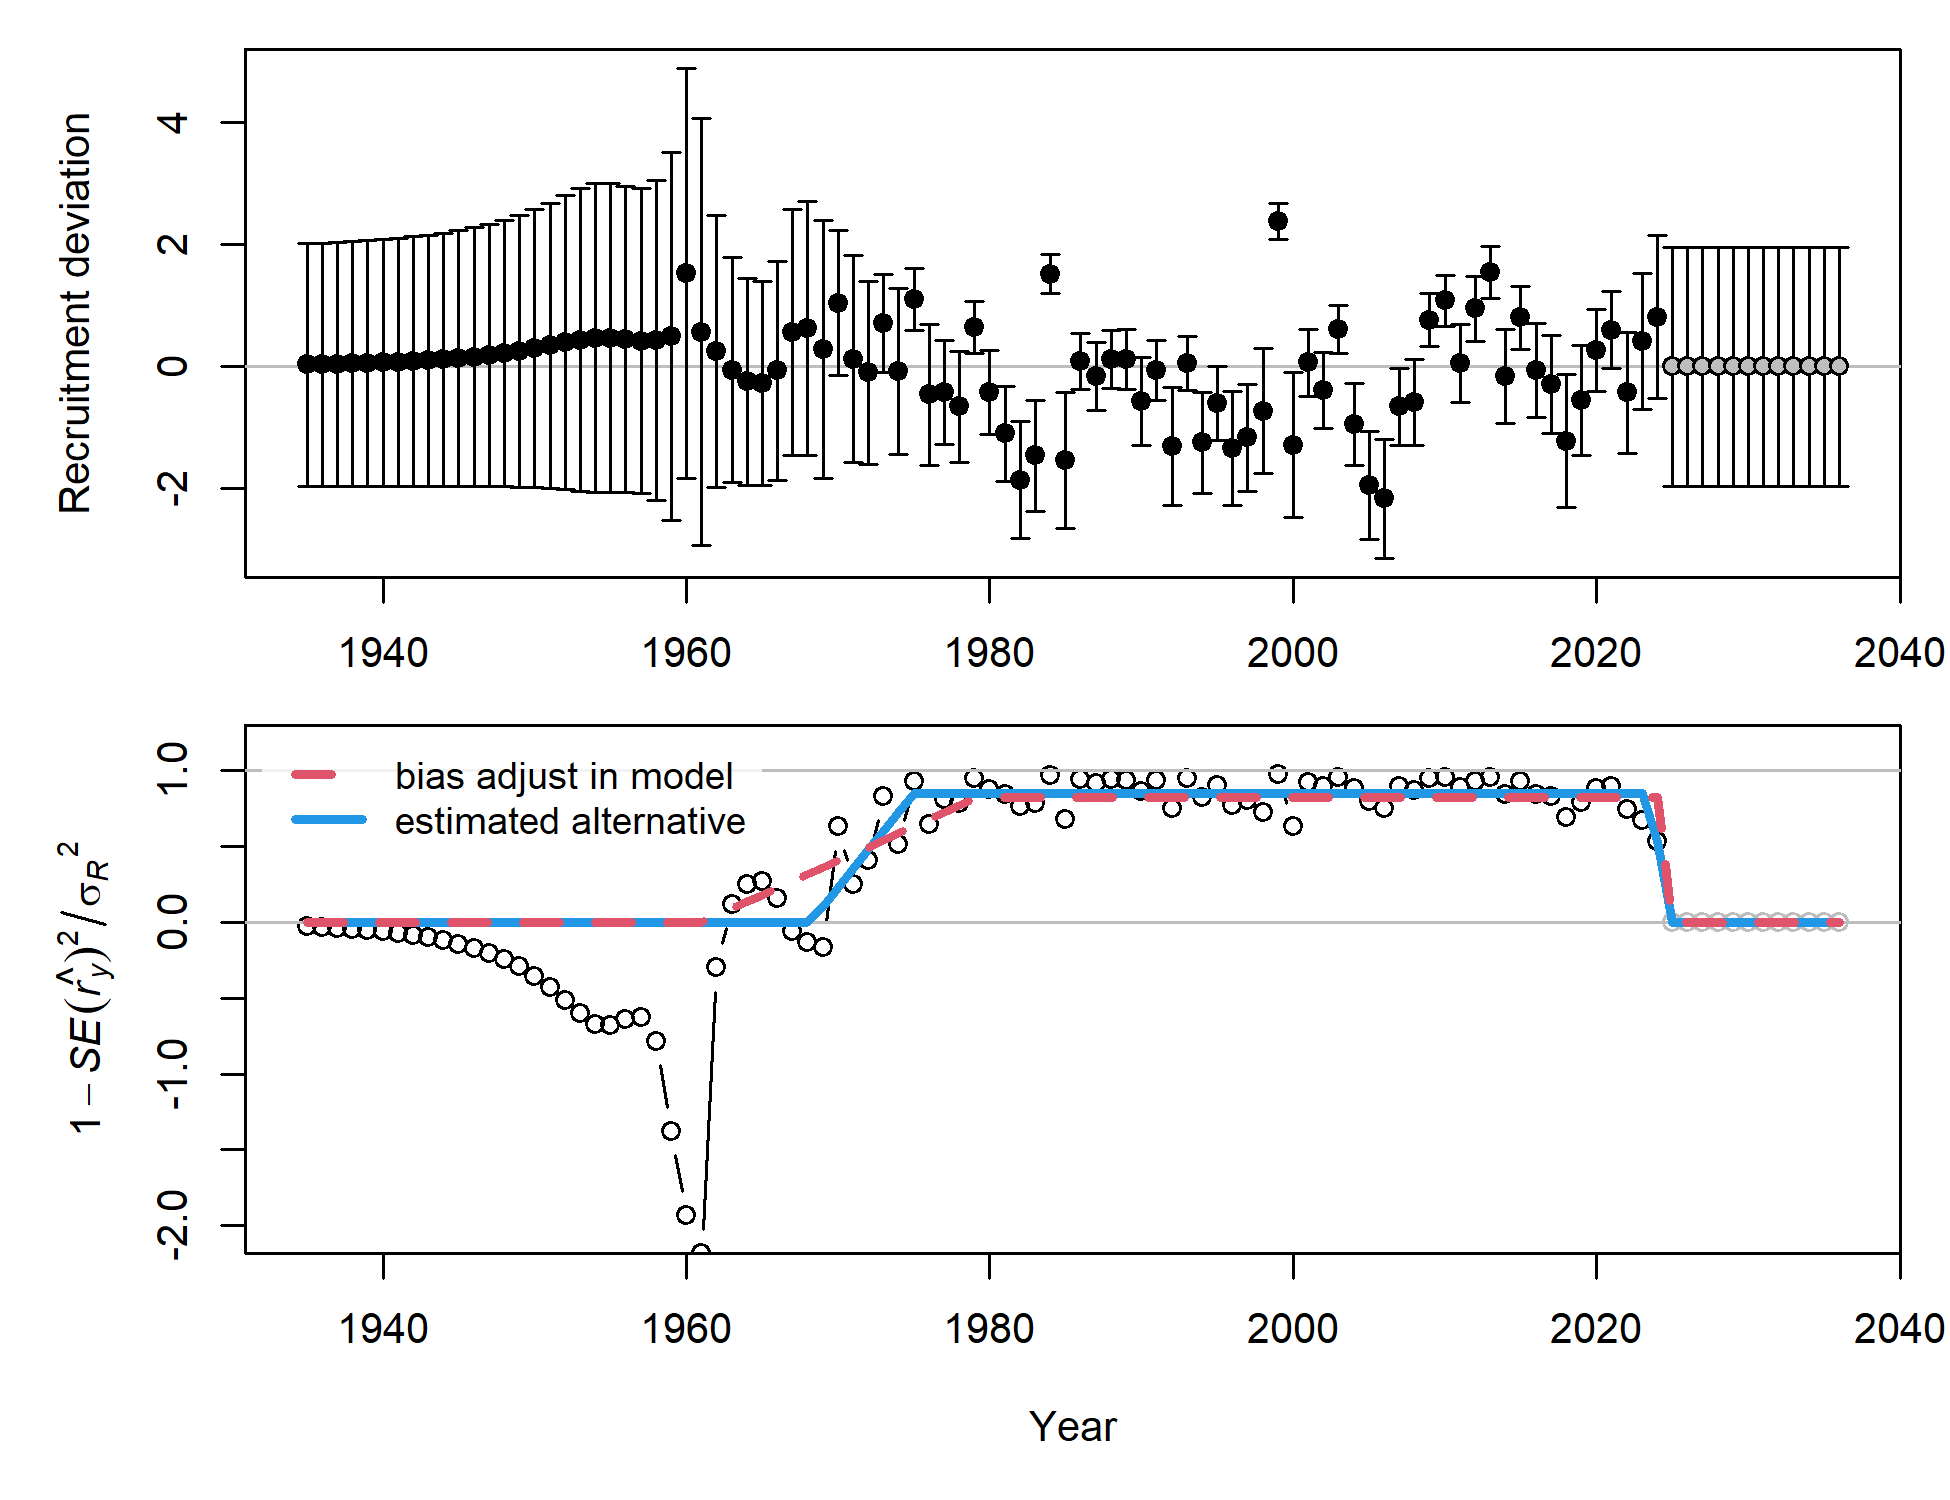 Recruitment deviation
4
2
0
-2
1940 1960 1980 2000 2020 2040
bias adjust in model
estimated alternative
1 − SE(r̂y)² / σR²
1.0
0.0
-1.0
-2.0
1940 1960 1980 2000 2020 2040
Year